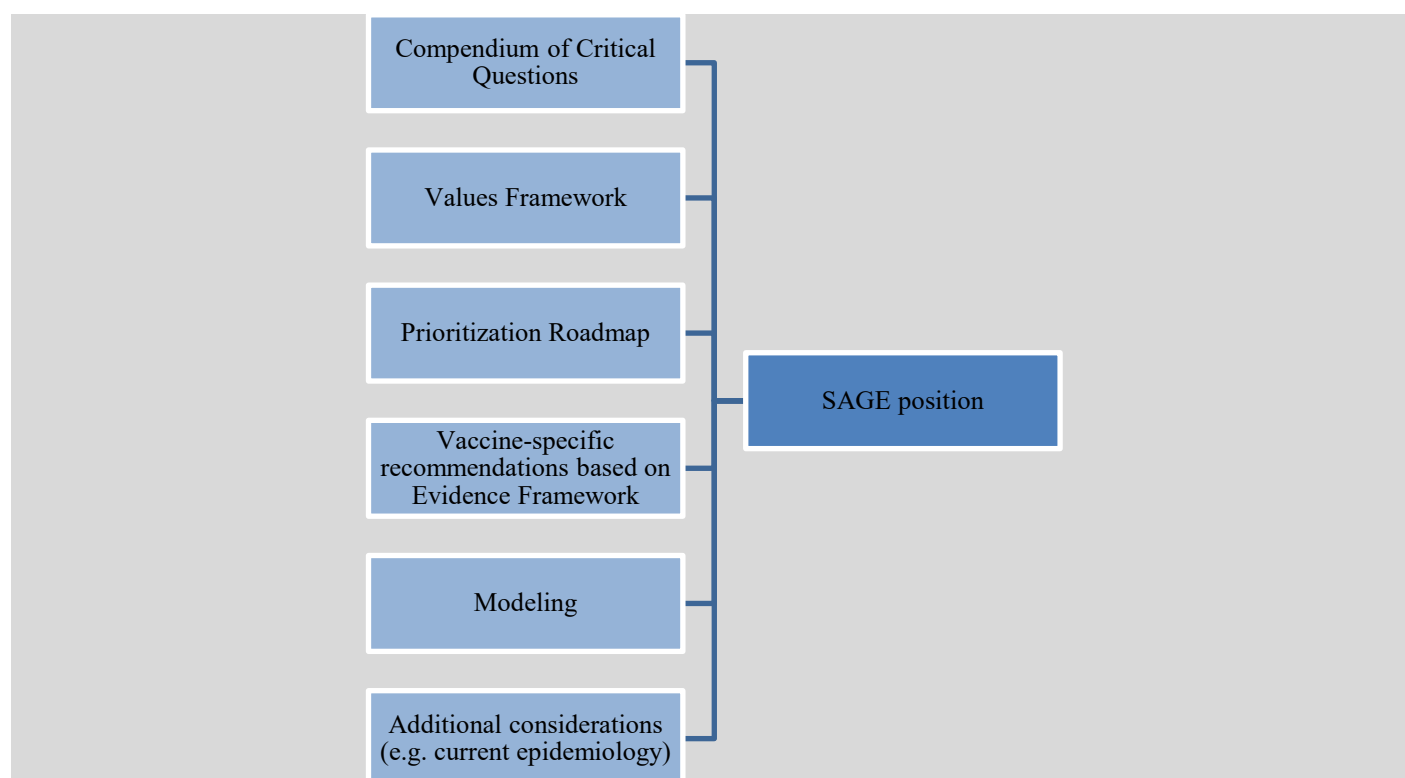 Compendium of Critical
Questions
Values Framework
Prioritization Roadmap
SAGE position
Vaccine-specific
recommendations based on
Evidence Framework
Modeling
Additional considerations
(e.g. current epidemiology)